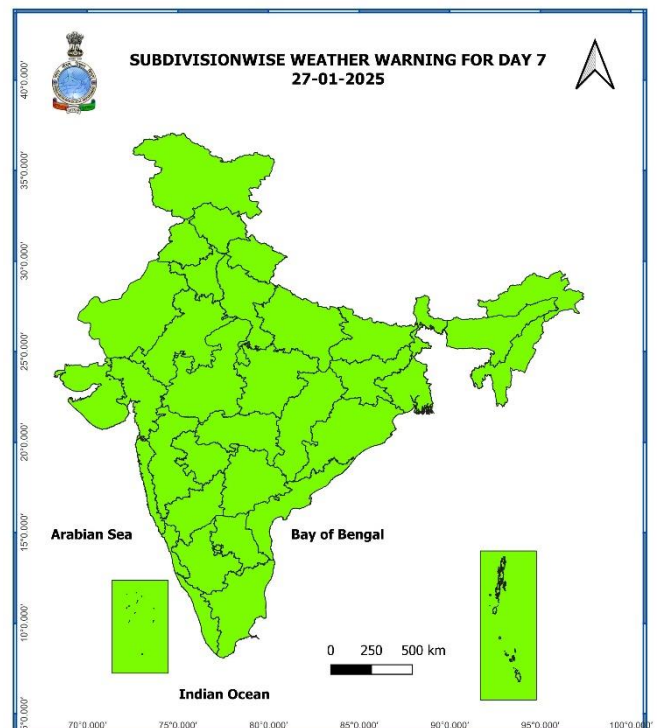 SUBDIVISIONWISE WEATHER WARNING FOR DAY 7
27-01-2025
40°0.000'
35°0.000'
30°0.000'
25°0.000'
20°0.000'
15°0.000'
10°0.000'
5°0.000'
Arabian Sea
Bay of Bengal
0 250 500 km
Indian Ocean
70°0.000' 75°0.000' 80°0.000' 85°0.000' 90°0.000' 95°0.000' 100°0.000'